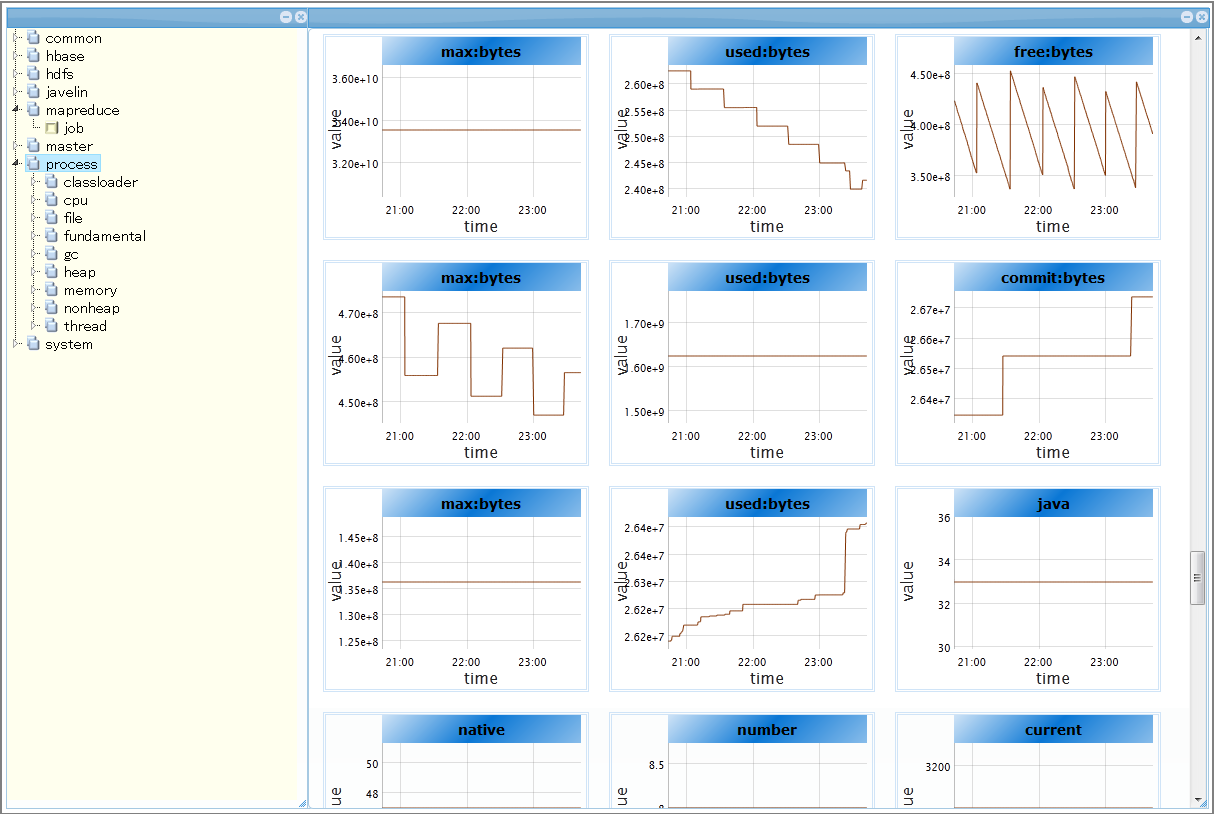 common
hbase
hdfs
javelin
mapreduce
job
master
process
classloader
cpu
file
fundamental
gc
heap
memory
nonheap
thread
system
max:bytes
value
3.60e+10
3.40e+10
3.20e+10
21:00 22:00 23:00
time
used:bytes
value
2.60e+8
2.55e+8
2.50e+8
2.45e+8
2.40e+8
21:00 22:00 23:00
time
free:bytes
value
4.50e+8
4.00e+8
3.50e+8
21:00 22:00 23:00
time
max:bytes
value
4.70e+8
4.60e+8
4.50e+8
21:00 22:00 23:00
time
used:bytes
value
1.70e+9
1.60e+9
1.50e+9
21:00 22:00 23:00
time
commit:bytes
value
2.67e+7
2.66e+7
2.65e+7
2.64e+7
21:00 22:00 23:00
time
max:bytes
value
1.45e+8
1.40e+8
1.35e+8
1.30e+8
1.25e+8
21:00 22:00 23:00
time
used:bytes
value
2.64e+7
2.64e+7
2.63e+7
2.62e+7
2.62e+7
21:00 22:00 23:00
time
java
value
36
34
32
30
21:00 22:00 23:00
time
native
50
48
number
8.5
current
3200